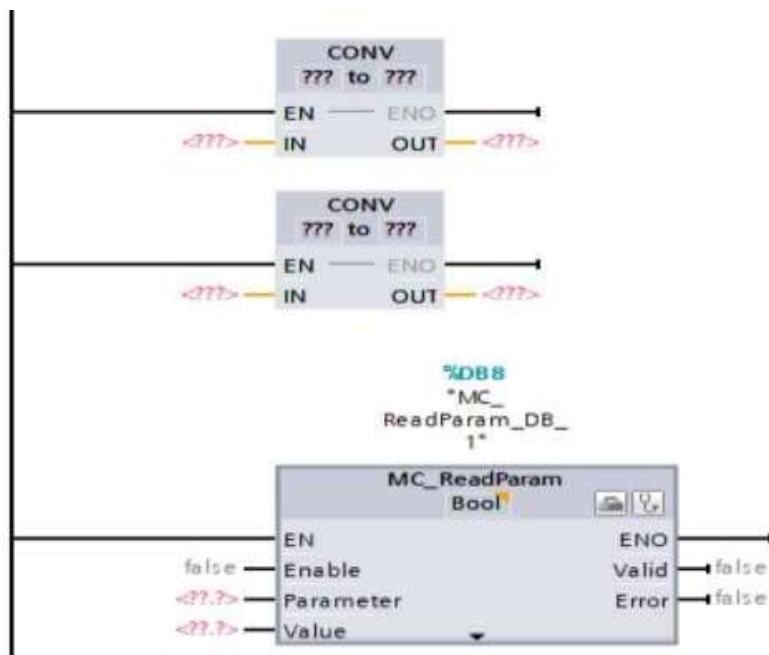 CONV
??? to ???
EN ENO
<???> IN OUT <???>
CONV
??? to ???
EN ENO
<???> IN OUT <???>
%DB8
"MC_
ReadParam_DB_
1"
MC_ReadParam
Bool
EN ENO
false Enable Valid false
<??.?> Parameter Error false
<??.?> Value